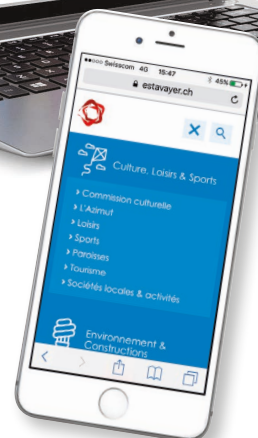 Swisscom 4G 15:47 45%
estavayer.ch
Culture, Loisirs & Sports
> Commission culturelle
> L'Azimut
> Loisirs
> Sports
> Paroisses
> Tourisme
> Sociétés locales & activités
Environnement &
Constructions